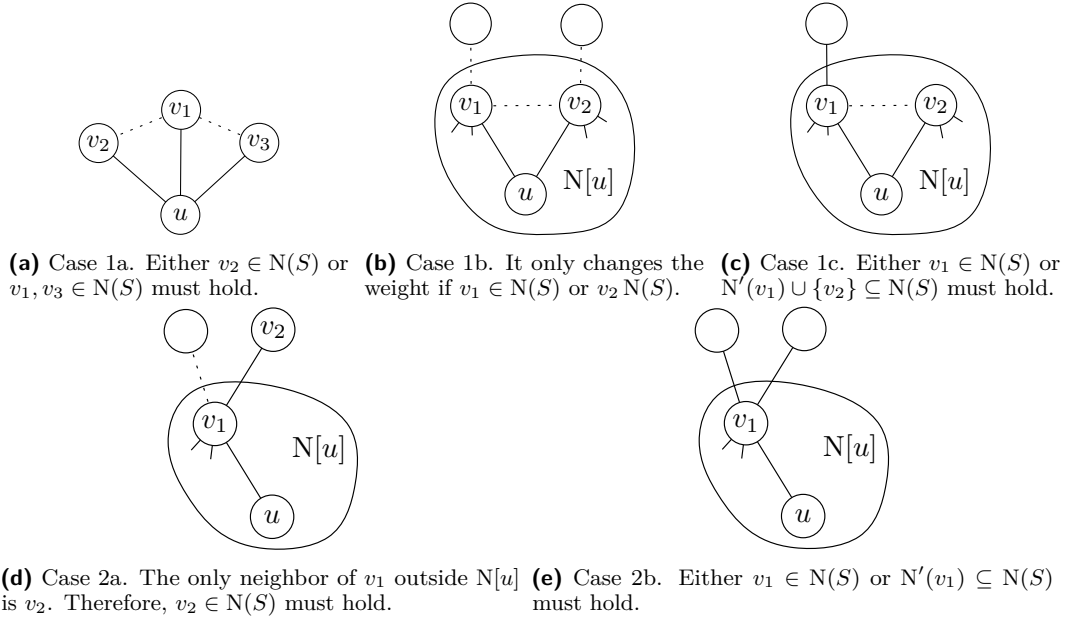 v₁
v₂
v₃
u
v₁
v₂
u
N[u]
v₁
v₂
u
N[u]
(a) Case 1a. Either v₂ ∈ N(S) or
v₁, v₃ ∈ N(S) must hold.
(b) Case 1b. It only changes the
weight if v₁ ∈ N(S) or v₂ N(S).
(c) Case 1c. Either v₁ ∈ N(S) or
N′(v₁) ∪ {v₂} ⊆ N(S) must hold.
v₂
v₁
N[u]
u
v₁
N[u]
u
(d) Case 2a. The only neighbor of v₁ outside N[u]
is v₂. Therefore, v₂ ∈ N(S) must hold.
(e) Case 2b. Either v₁ ∈ N(S) or N′(v₁) ⊆ N(S)
must hold.